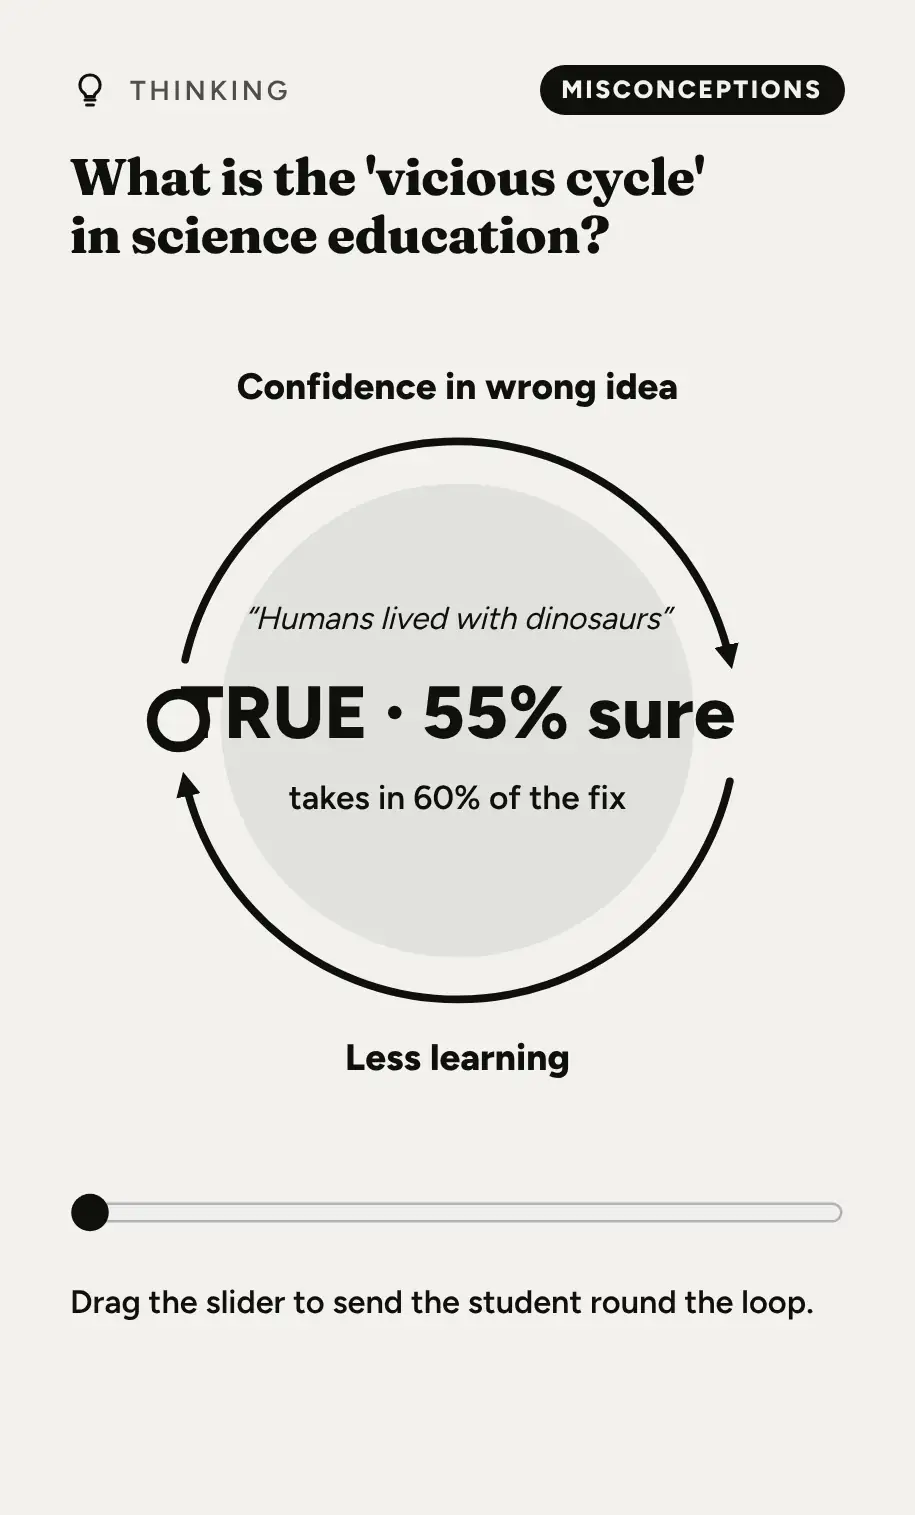 THINKING
MISCONCEPTIONS
What is the 'vicious cycle'
in science education?
Confidence in wrong idea
“Humans lived with dinosaurs”
TRUE · 55% sure
takes in 60% of the fix
Less learning
Drag the slider to send the student round the loop.